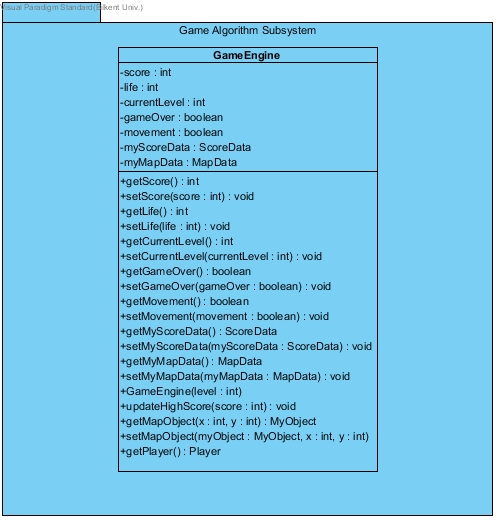 Visual Paradigm Standard(Bilkent Univ.)
Game Algorithm Subsystem
GameEngine
-score : int
-life : int
-currentLevel : int
-gameOver : boolean
-movement : boolean
-myScoreData : ScoreData
-myMapData : MapData
+getScore() : int
+setScore(score : int) : void
+getLife() : int
+setLife(life : int) : void
+getCurrentLevel() : int
+setCurrentLevel(currentLevel : int) : void
+getGameOver() : boolean
+setGameOver(gameOver : boolean) : void
+getMovement() : boolean
+setMovement(movement : boolean) : void
+getMyScoreData() : ScoreData
+setMyScoreData(myScoreData : ScoreData) : void
+getMyMapData() : MapData
+setMyMapData(myMapData : MapData) : void
+GameEngine(level : int)
+updateHighScore(score : int) : void
+getMapObject(x : int, y : int) : MyObject
+setMapObject(myObject : MyObject, x : int, y : int)
+getPlayer() : Player